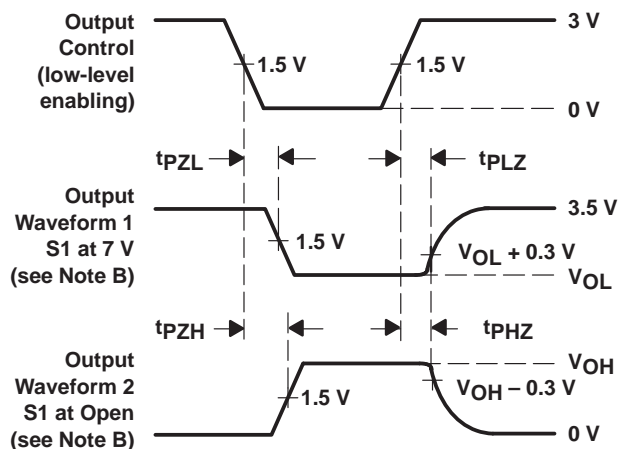 Output
Control
(low-level
enabling)
1.5 V
1.5 V
3 V
0 V
tPZL
tPLZ
Output
Waveform 1
S1 at 7 V
(see Note B)
1.5 V
3.5 V
VOL + 0.3 V
VOL
tPZH
tPHZ
Output
Waveform 2
S1 at Open
(see Note B)
1.5 V
VOH
VOH – 0.3 V
0 V